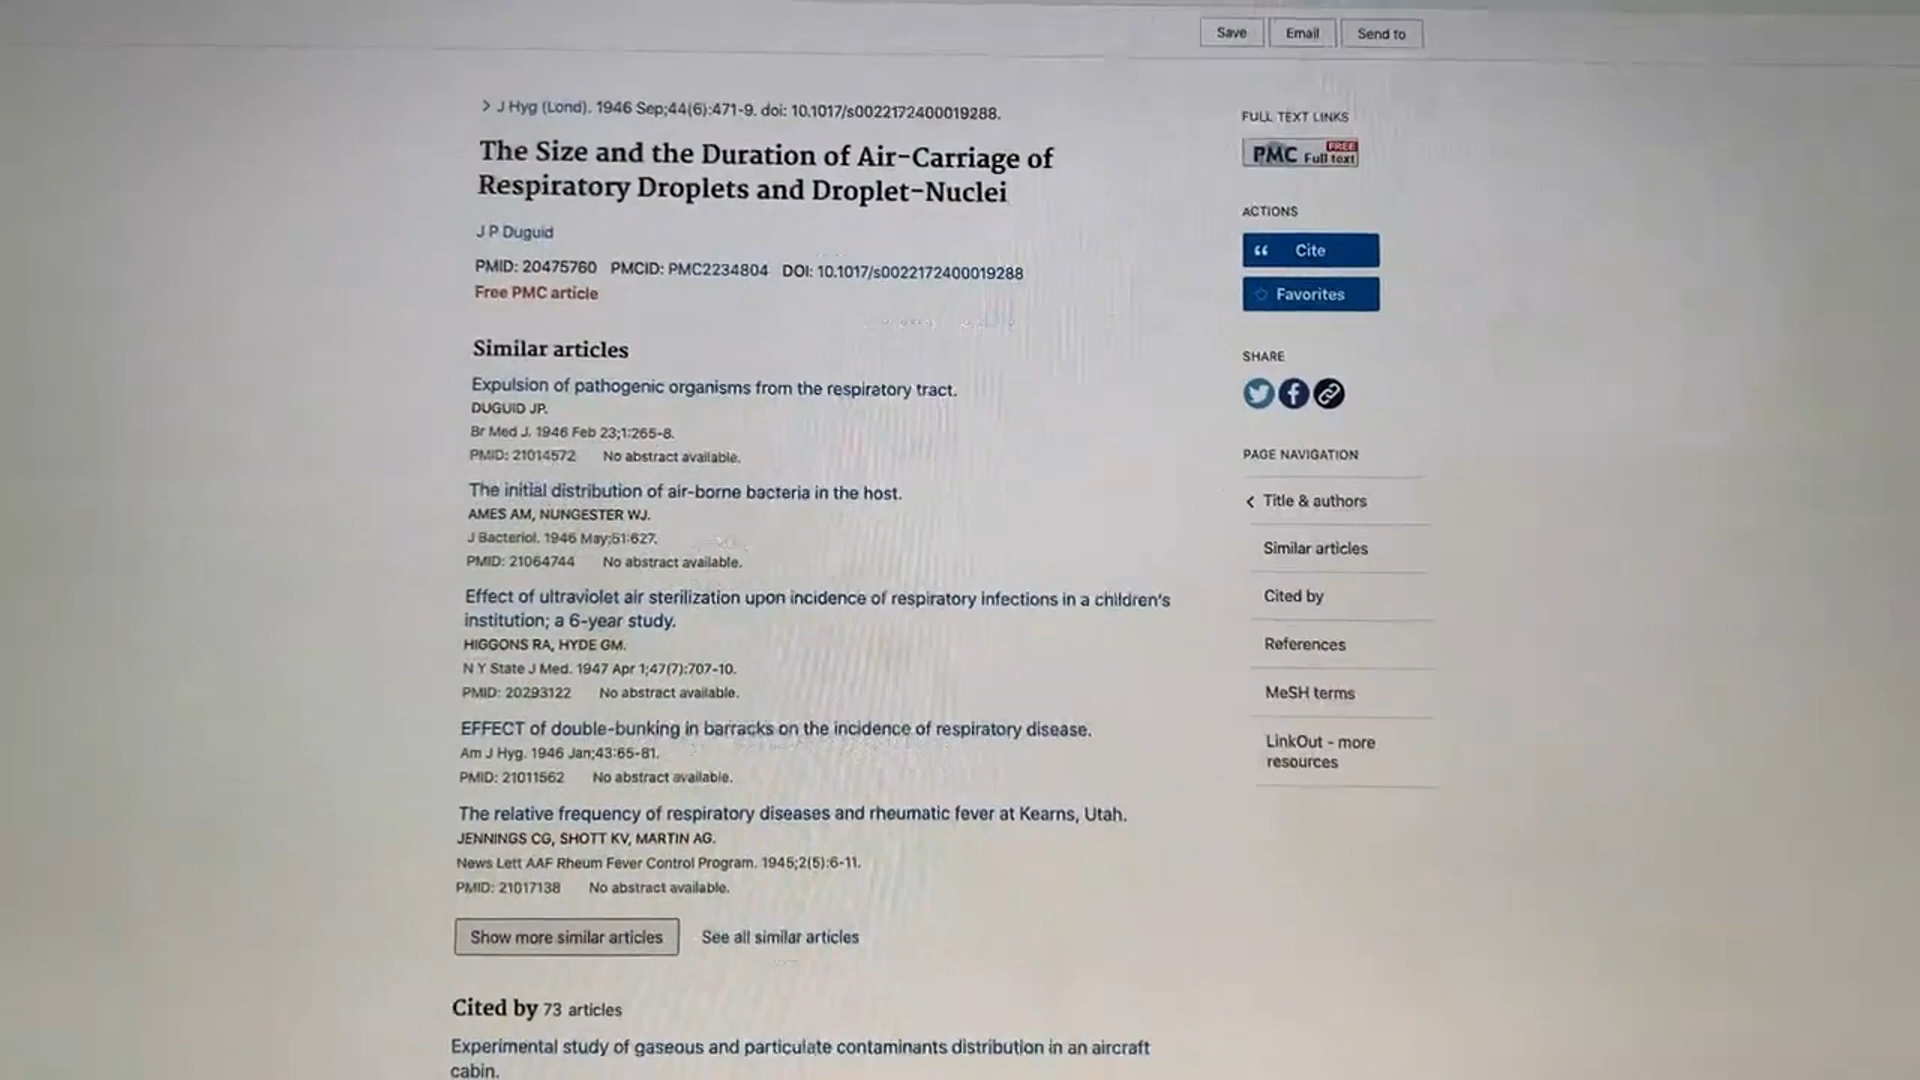 Save Email Send to
> J Hyg (Lond). 1946 Sep;44(6):471-9. doi: 10.1017/s0022172400019288.
The Size and the Duration of Air-Carriage of
Respiratory Droplets and Droplet-Nuclei
J P Duguid
PMID: 20475760 PMCID: PMC2234804 DOI: 10.1017/s0022172400019288
Free PMC article
Similar articles
Expulsion of pathogenic organisms from the respiratory tract.
DUGUID JP.
Br Med J. 1946 Feb 23;1:265-8.
PMID: 21014572 No abstract available.
The initial distribution of air-borne bacteria in the host.
AMES AM, NUNGESTER WJ.
J Bacteriol. 1946 May;51:627.
PMID: 21064744 No abstract available.
Effect of ultraviolet air sterilization upon incidence of respiratory infections in a children's
institution; a 6-year study.
HIGGONS RA, HYDE GM.
N Y State J Med. 1947 Apr 1;47(7):707-10.
PMID: 20293122 No abstract available.
EFFECT of double-bunking in barracks on the incidence of respiratory disease.
Am J Hyg. 1946 Jan;43:65-81.
PMID: 21011562 No abstract available.
The relative frequency of respiratory diseases and rheumatic fever at Kearns, Utah.
JENNINGS CG, SHOTT KV, MARTIN AG.
News Lett AAF Rheum Fever Control Program. 1945;2(5):6-11.
PMID: 21017138 No abstract available.
Show more similar articles See all similar articles
Cited by 73 articles
Experimental study of gaseous and particulate contaminants distribution in an aircraft
cabin.
FULL TEXT LINKS
PMC FREE Full text
ACTIONS
Cite
Favorites
SHARE
PAGE NAVIGATION
< Title & authors
Similar articles
Cited by
References
MeSH terms
LinkOut - more
resources